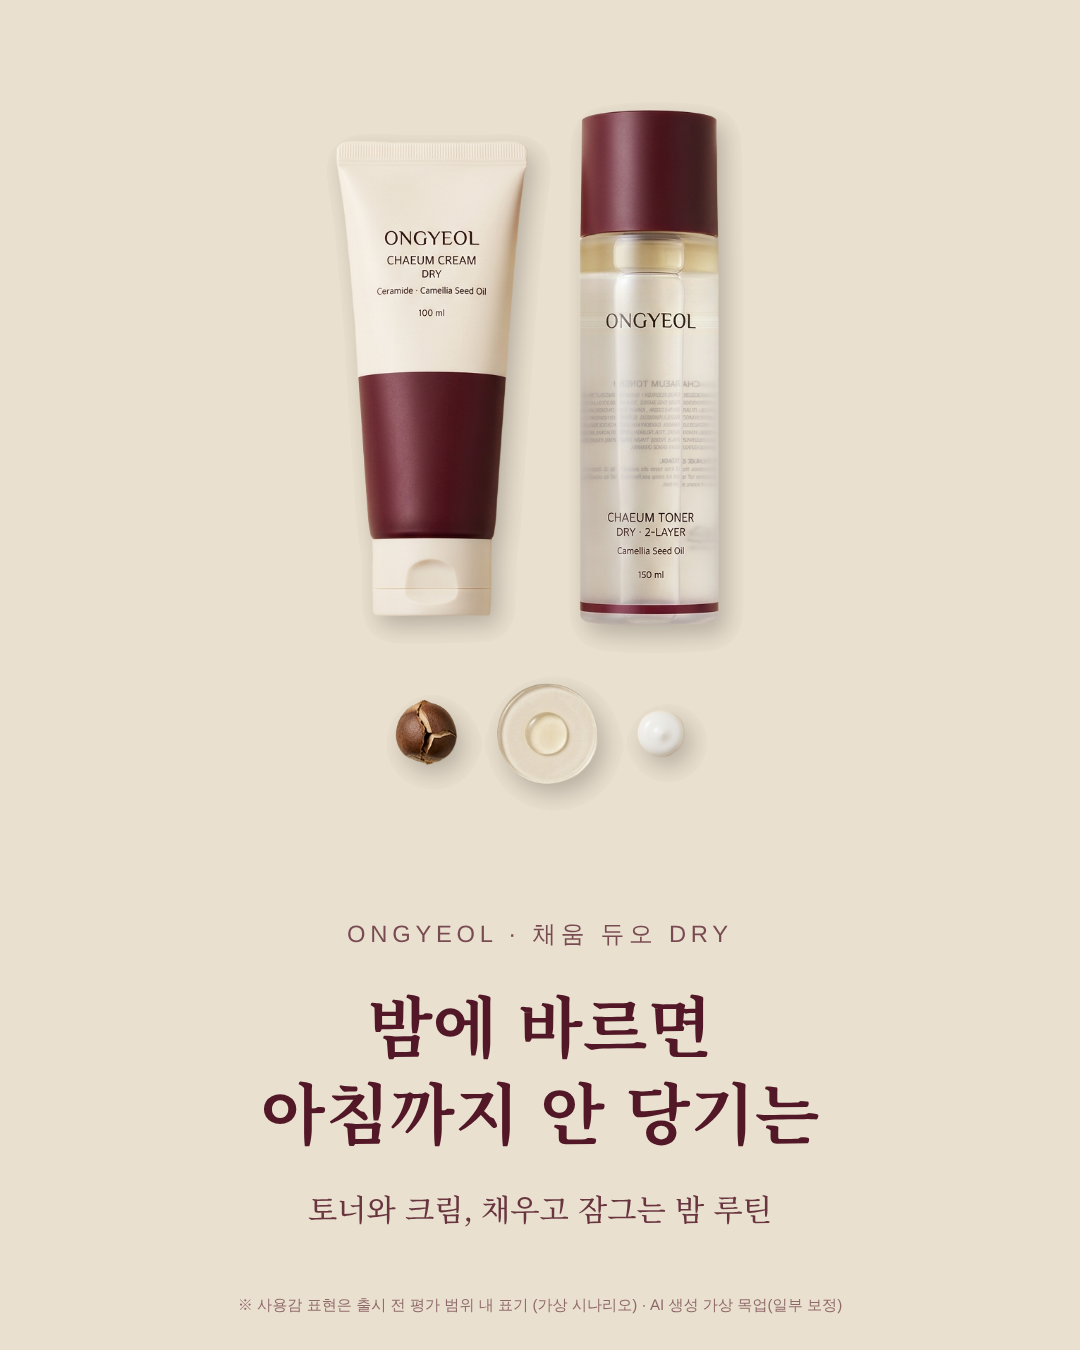 ONGYEOL
CHAEUM CREAM
DRY
Ceramide · Camellia Seed Oil
100 ml
ONGYEOL
CHAEUM TONER
DRY · 2-LAYER
Camellia Seed Oil
150 ml
ONGYEOL · 채움 듀오 DRY
밤에 바르면
아침까지 안 당기는
토너와 크림, 채우고 잠그는 밤 루틴
※ 사용감 표현은 출시 전 평가 범위 내 표기 (가상 시나리오) · AI 생성 가상 목업(일부 보정)